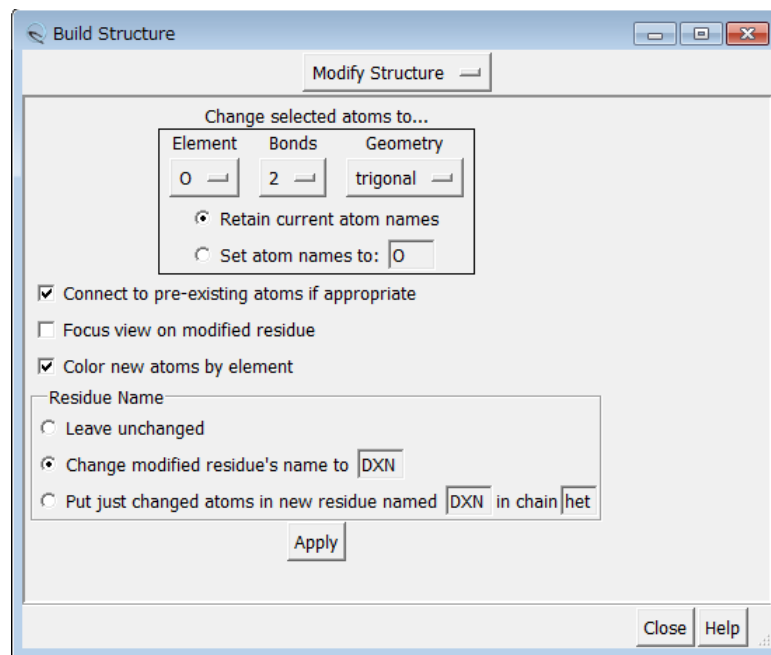 Build Structure
Modify Structure
Change selected atoms to...
Element Bonds Geometry
O 2 trigonal
Retain current atom names
Set atom names to: O
Connect to pre-existing atoms if appropriate
Focus view on modified residue
Color new atoms by element
Residue Name
Leave unchanged
Change modified residue's name to DXN
Put just changed atoms in new residue named DXN in chain het
Apply
Close Help